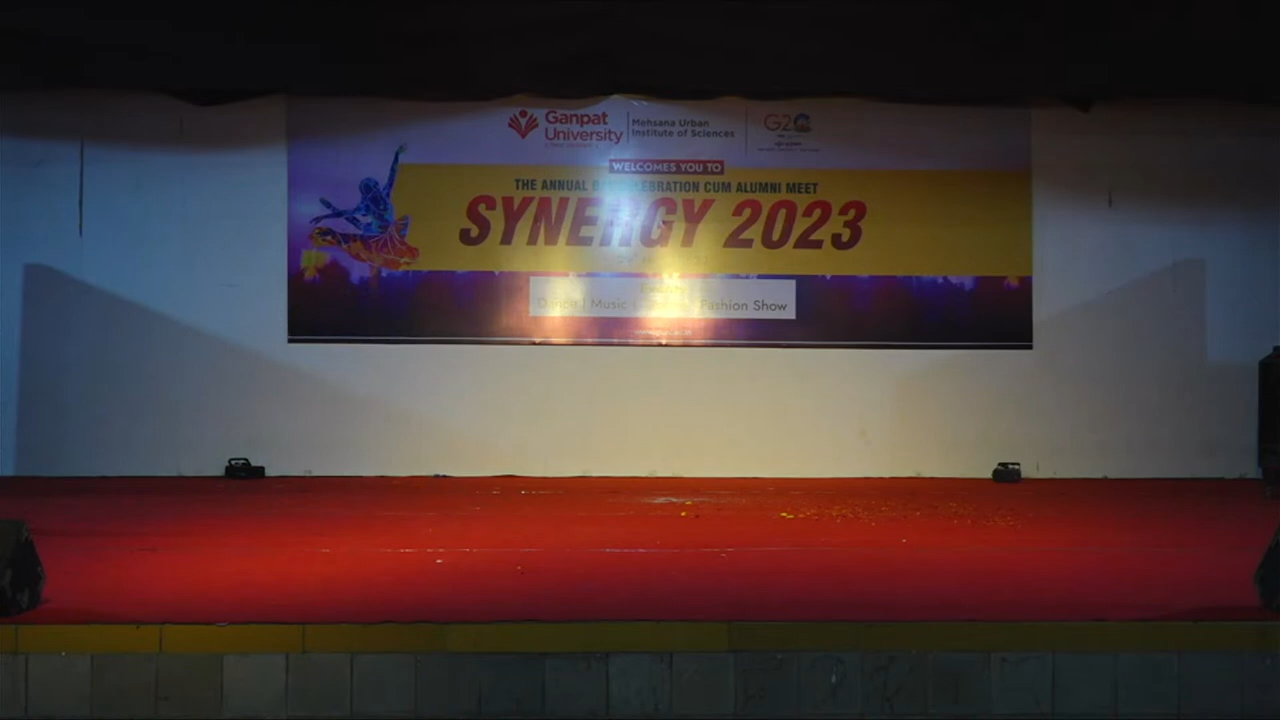 Ganpat
University
Mehsana Urban
Institute of Sciences
G20
WELCOMES YOU TO
THE ANNUAL CELEBRATION CUM ALUMNI MEET
SYNERGY 2023
Dance | Music Fashion Show